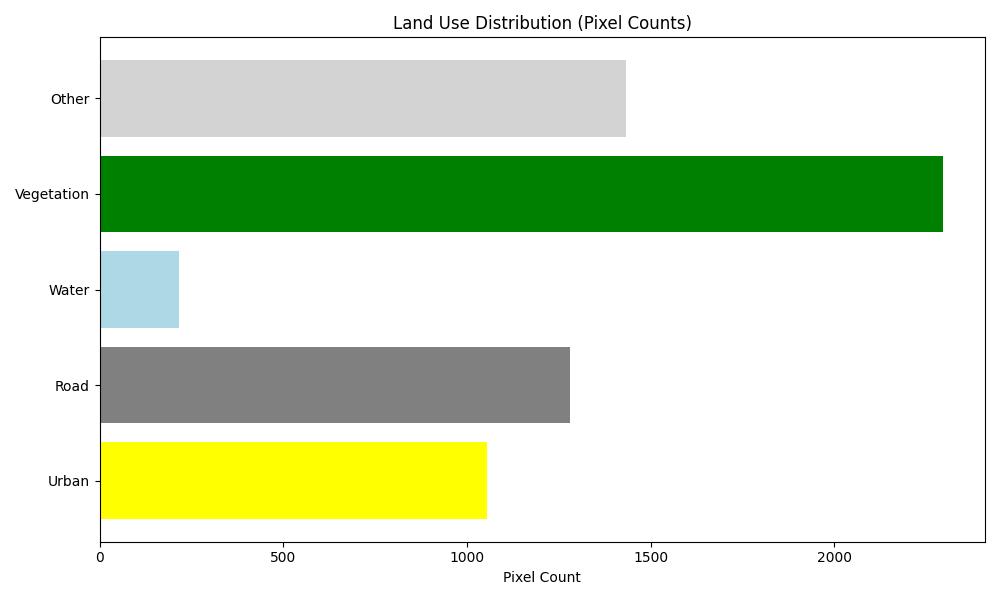 Land Use Distribution (Pixel Counts)
Other
Vegetation
Water
Road
Urban
0 500 1000 1500 2000
Pixel Count